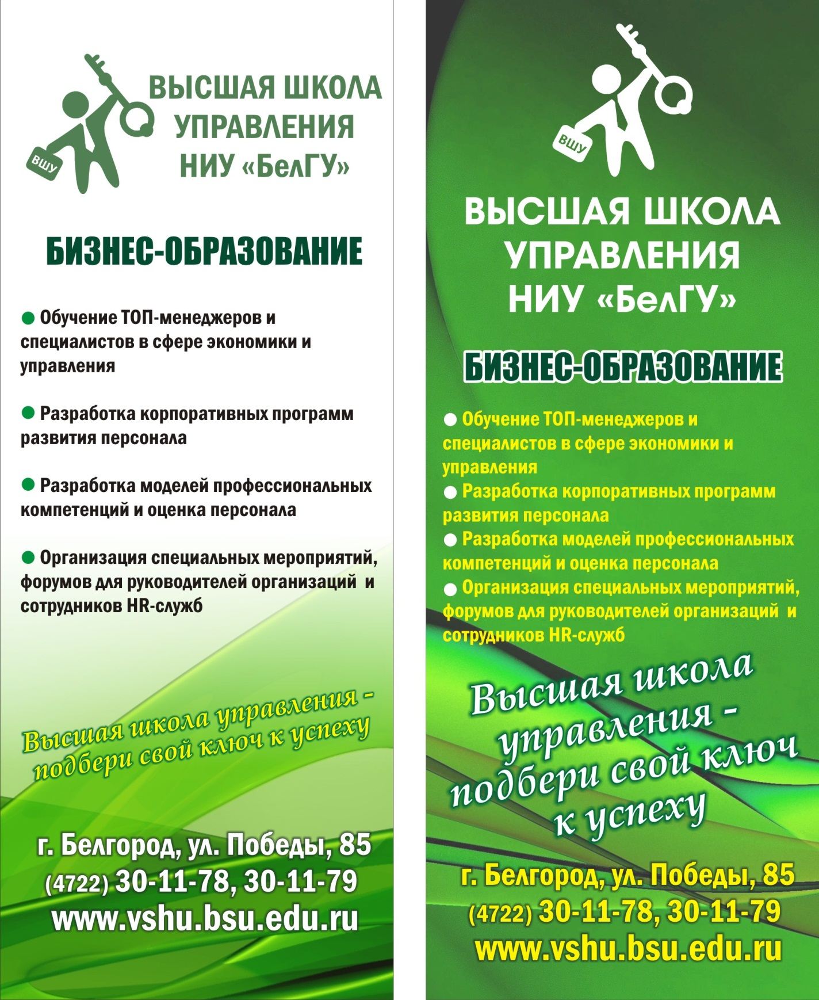 ВШУ
ВЫСШАЯ ШКОЛА
УПРАВЛЕНИЯ
НИУ «БелГУ»
БИЗНЕС-ОБРАЗОВАНИЕ
● Обучение ТОП-менеджеров и
специалистов в сфере экономики и
управления
● Разработка корпоративных программ
развития персонала
● Разработка моделей профессиональных
компетенций и оценка персонала
● Организация специальных мероприятий,
форумов для руководителей организаций и
сотрудников HR-служб
Высшая школа управления -
подбери свой ключ к успеху
г. Белгород, ул. Победы, 85
(4722) 30-11-78, 30-11-79
www.vshu.bsu.edu.ru
ВШУ
ВЫСШАЯ ШКОЛА
УПРАВЛЕНИЯ
НИУ «БелГУ»
БИЗНЕС-ОБРАЗОВАНИЕ
● Обучение ТОП-менеджеров и
специалистов в сфере экономики и
управления
● Разработка корпоративных программ
развития персонала
● Разработка моделей профессиональных
компетенций и оценка персонала
● Организация специальных мероприятий,
форумов для руководителей организаций и
сотрудников HR-служб
Высшая школа
управления -
подбери свой ключ
к успеху
г. Белгород, ул. Победы, 85
(4722) 30-11-78, 30-11-79
www.vshu.bsu.edu.ru